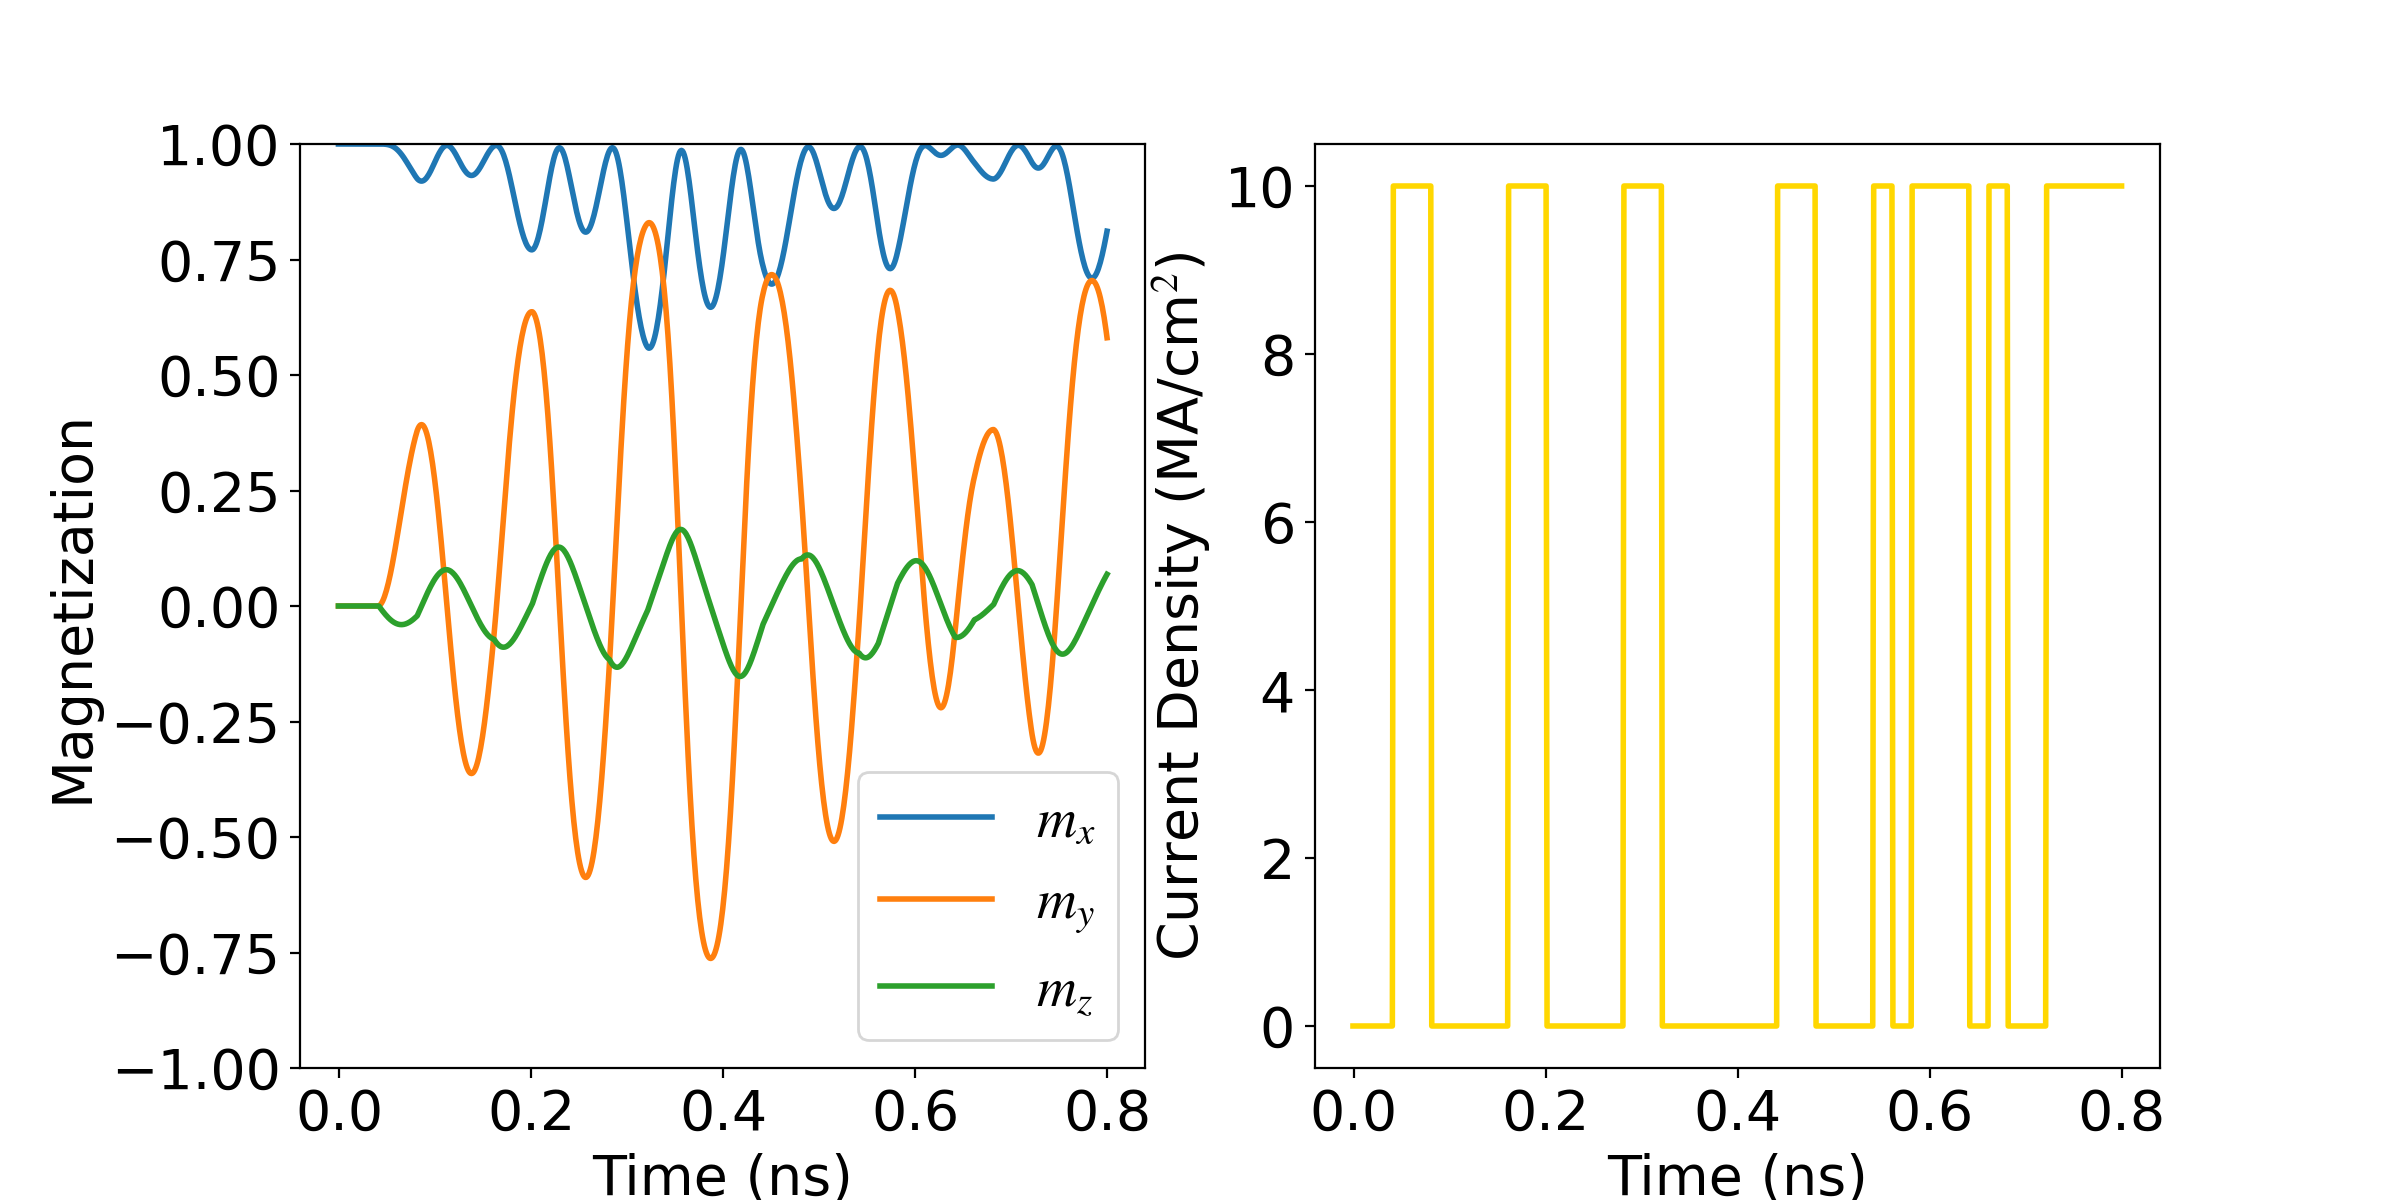 1.00
0.75
0.50
0.25
0.00
−0.25
−0.50
−0.75
−1.00
Magnetization
0.0 0.2 0.4 0.6 0.8
Time (ns)
m_x
m_y
m_z
10
8
6
4
2
0
Current Density (MA/cm²)
0.0 0.2 0.4 0.6 0.8
Time (ns)